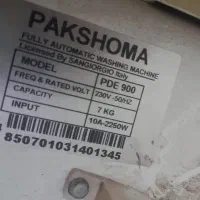 PAKSHOMA
FULLY AUTOMATIC WASHING MACHINE
Licensed By SANGIORGIO Italy
MODEL PDE 900
FREQ & RATED VOLT 230V -50HZ
CAPACITY 7 KG
INPUT 10A-2250W
850701031401345